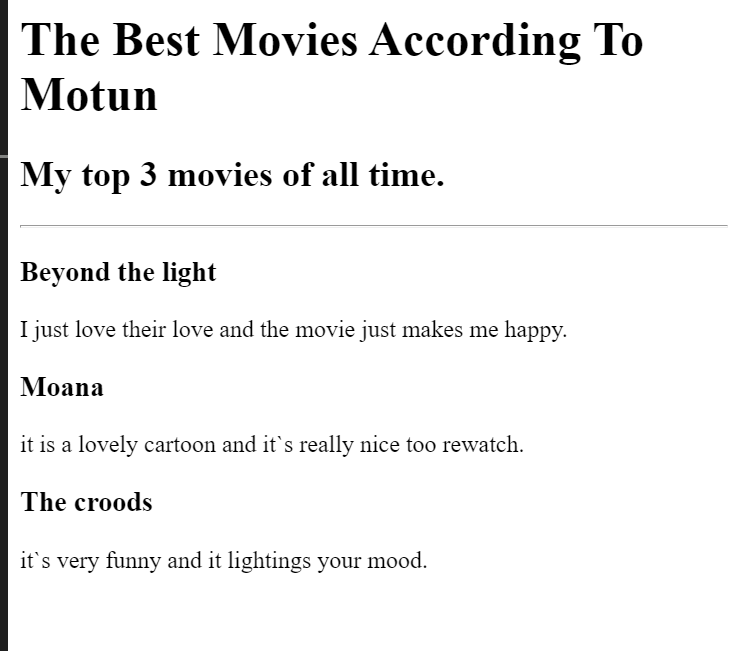 The Best Movies According To
Motun
My top 3 movies of all time.
Beyond the light
I just love their love and the movie just makes me happy.
Moana
it is a lovely cartoon and it`s really nice too rewatch.
The croods
it`s very funny and it lightings your mood.